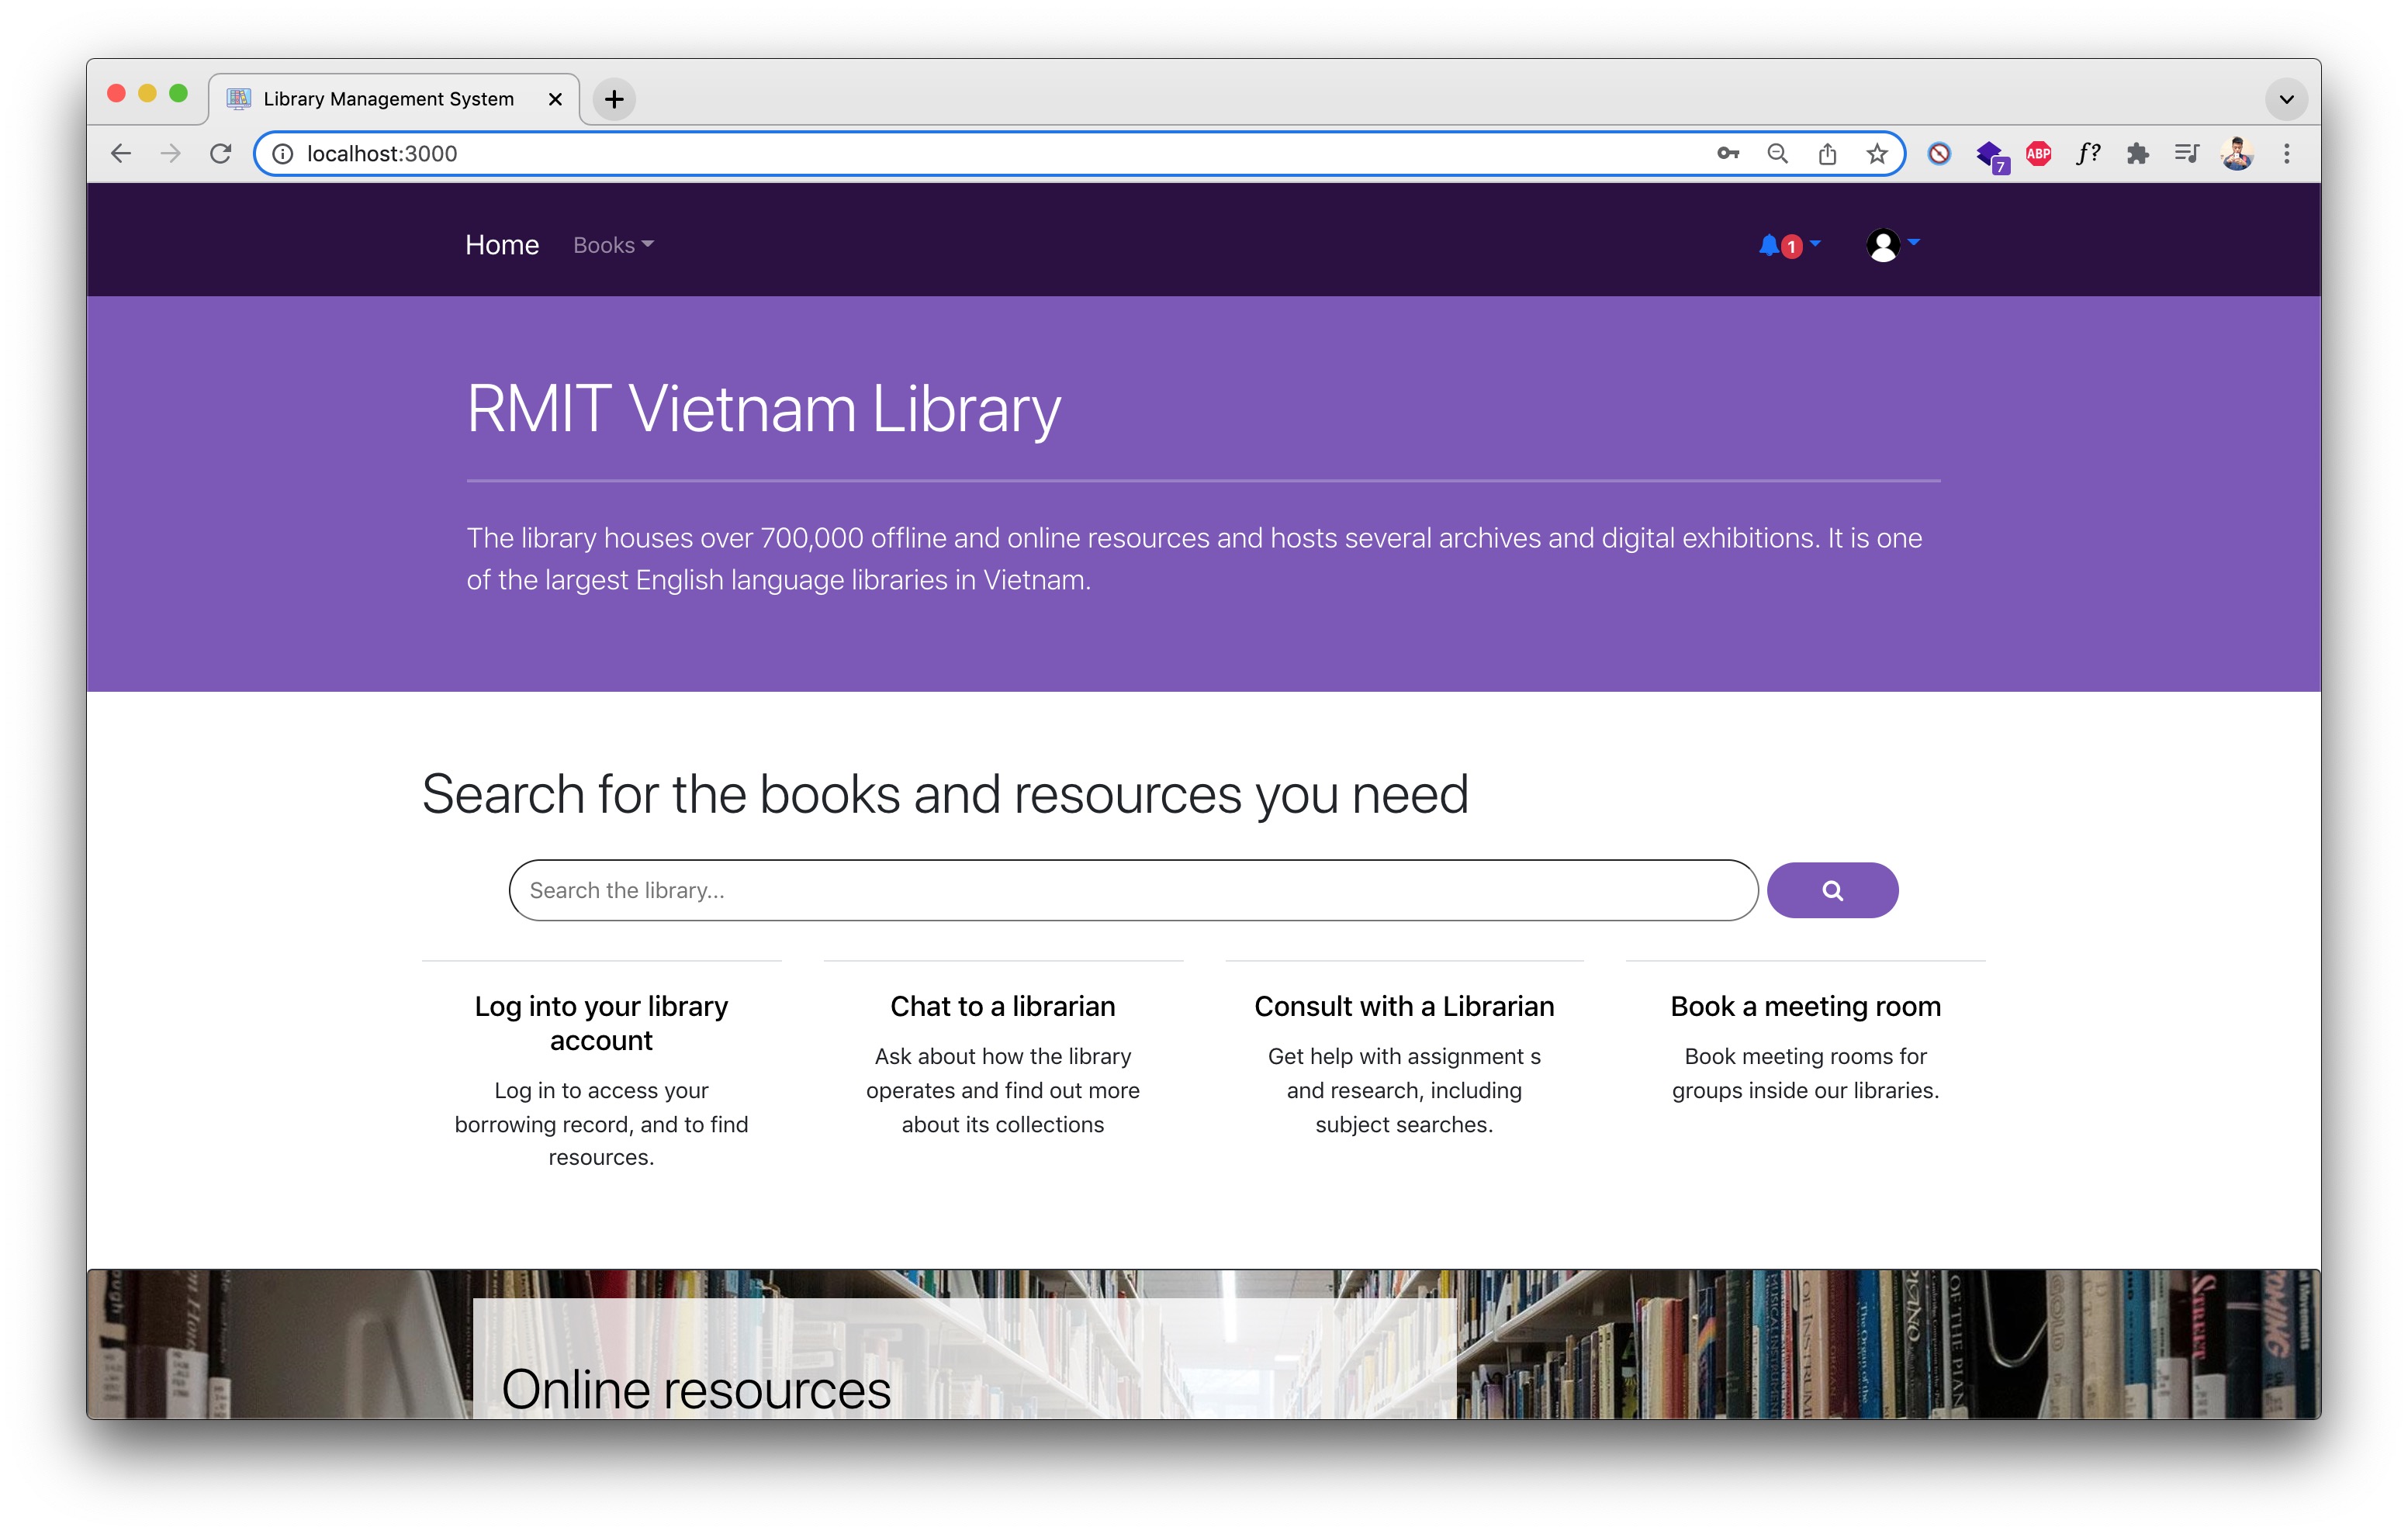 Library Management System
localhost:3000
7
ABP
f?
Home
Books
1
RMIT Vietnam Library
The library houses over 700,000 offline and online resources and hosts several archives and digital exhibitions. It is one
of the largest English language libraries in Vietnam.
Search for the books and resources you need
Search the library...
Log into your library
account
Log in to access your
borrowing record, and to find
resources.
Chat to a librarian
Ask about how the library
operates and find out more
about its collections
Consult with a Librarian
Get help with assignment s
and research, including
subject searches.
Book a meeting room
Book meeting rooms for
groups inside our libraries.
Online resources
OF THE PIAN